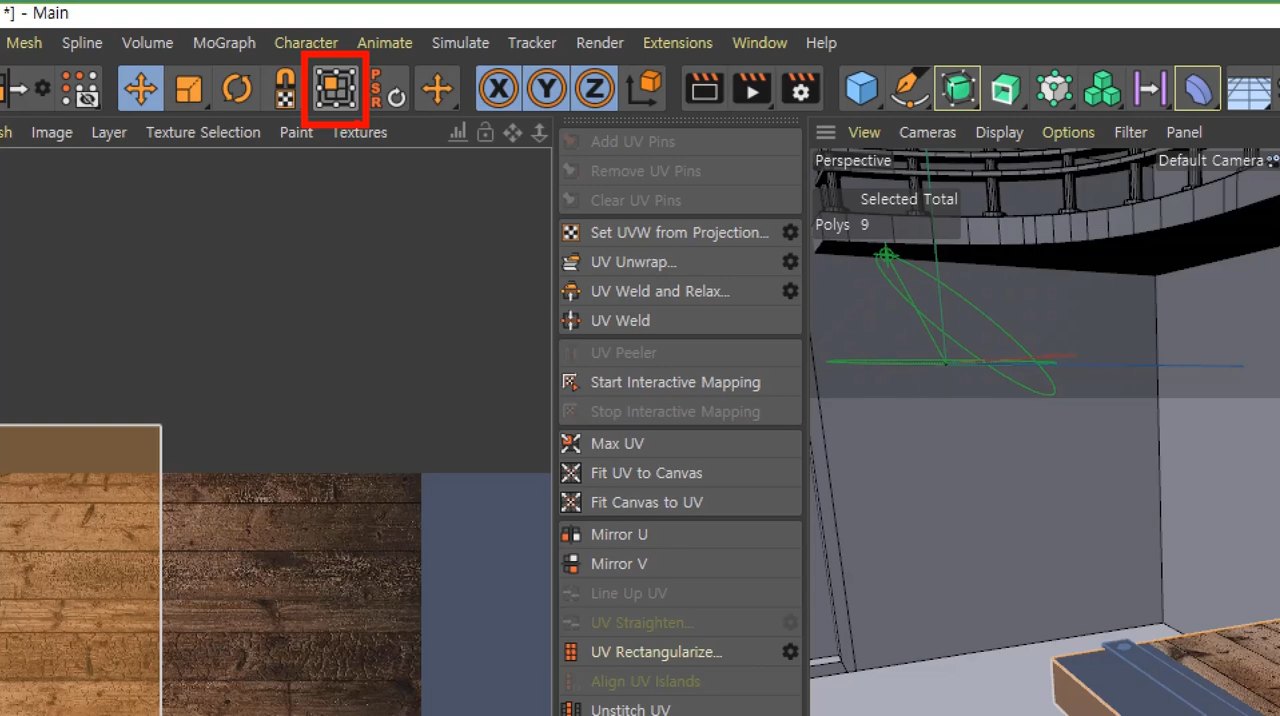 *] - Main
Mesh Spline Volume MoGraph Character Animate Simulate Tracker Render Extensions Window Help
P
S
R
X Y Z
sh Image Layer Texture Selection Paint Textures
View Cameras Display Options Filter Panel
Perspective Default Camera
Selected Total
Polys 9
Add UV Pins
Remove UV Pins
Clear UV Pins
Set UVW from Projection...
UV Unwrap...
UV Weld and Relax...
UV Weld
UV Peeler
Start Interactive Mapping
Stop Interactive Mapping
Max UV
Fit UV to Canvas
Fit Canvas to UV
Mirror U
Mirror V
Line Up UV
UV Straighten...
UV Rectangularize...
Align UV Islands
Unstitch UV